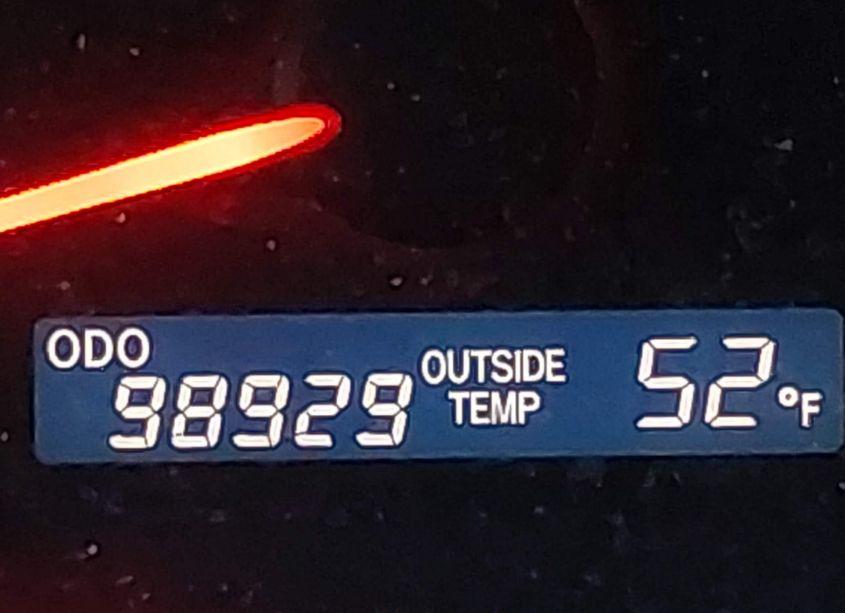 ODO
98929
OUTSIDE
TEMP
52°F